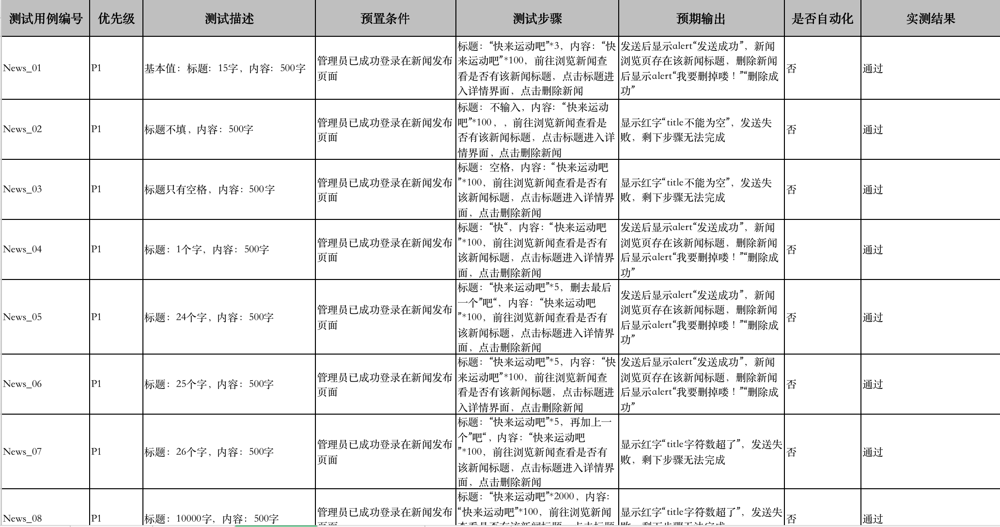 测试用例编号 优先级 测试描述 预置条件 测试步骤 预期输出 是否自动化 实测结果
News_01
P1
基本值：标题：15字，内容：500字
管理员已成功登录在新闻发布
页面
标题：“快来运动吧”*3，内容：“快
来运动吧”*100，前往浏览新闻查
看是否有该新闻标题，点击标题进
入详情界面，点击删除新闻
发送后显示alert“发送成功”，新闻
浏览页存在该新闻标题，删除新闻
后显示alert“我要删掉喽！”“删除成
功”
否
通过
News_02
P1
标题不填，内容：500字
管理员已成功登录在新闻发布
页面
标题：不输入，内容：“快来运动
吧”*100，，前往浏览新闻查看是
否有该新闻标题，点击标题进入详
情界面，点击删除新闻
显示红字“title不能为空”，发送失
败，剩下步骤无法完成
否
通过
News_03
P1
标题只有空格，内容：500字
管理员已成功登录在新闻发布
页面
标题：空格，内容：“快来运动吧
”*100，前往浏览新闻查看是否有
该新闻标题，点击标题进入详情界
面，点击删除新闻
显示红字“title不能为空”，发送失
败，剩下步骤无法完成
否
通过
News_04
P1
标题：1个字，内容：500字
管理员已成功登录在新闻发布
页面
标题：“快“，内容：“快来运动吧
”*100，前往浏览新闻查看是否有
该新闻标题，点击标题进入详情界
面，点击删除新闻
发送后显示alert“发送成功”，新闻
浏览页存在该新闻标题，删除新闻
后显示alert“我要删掉喽！”“删除成
功”
否
通过
News_05
P1
标题：24个字，内容：500字
管理员已成功登录在新闻发布
页面
标题：“快来运动吧”*5，删去最后
一个”吧“，内容：“快来运动吧
”*100，前往浏览新闻查看是否有
该新闻标题，点击标题进入详情界
面，点击删除新闻
发送后显示alert“发送成功”，新闻
浏览页存在该新闻标题，删除新闻
后显示alert“我要删掉喽！”“删除成
功”
否
通过
News_06
P1
标题：25个字，内容：500字
管理员已成功登录在新闻发布
页面
标题：“快来运动吧”*5，内容：“快
来运动吧”*100，前往浏览新闻查
看是否有该新闻标题，点击标题进
入详情界面，点击删除新闻
发送后显示alert“发送成功”，新闻
浏览页存在该新闻标题，删除新闻
后显示alert“我要删掉喽！”“删除成
功”
否
通过
News_07
P1
标题：26个字，内容：500字
管理员已成功登录在新闻发布
页面
标题：“快来运动吧”*5，再加上一
个”吧“，内容：“快来运动吧
”*100，前往浏览新闻查看是否有
该新闻标题，点击标题进入详情界
面，点击删除新闻
显示红字“title字符数超了”，发送失
败，剩下步骤无法完成
否
通过
News_08
P1
标题：10000字，内容：500字
管理员已成功登录在新闻发布
标题：“快来运动吧”*2000，内容：
“快来运动吧”*100，前往浏览新闻
显示红字“title字符数超了”，发送失
否
通过